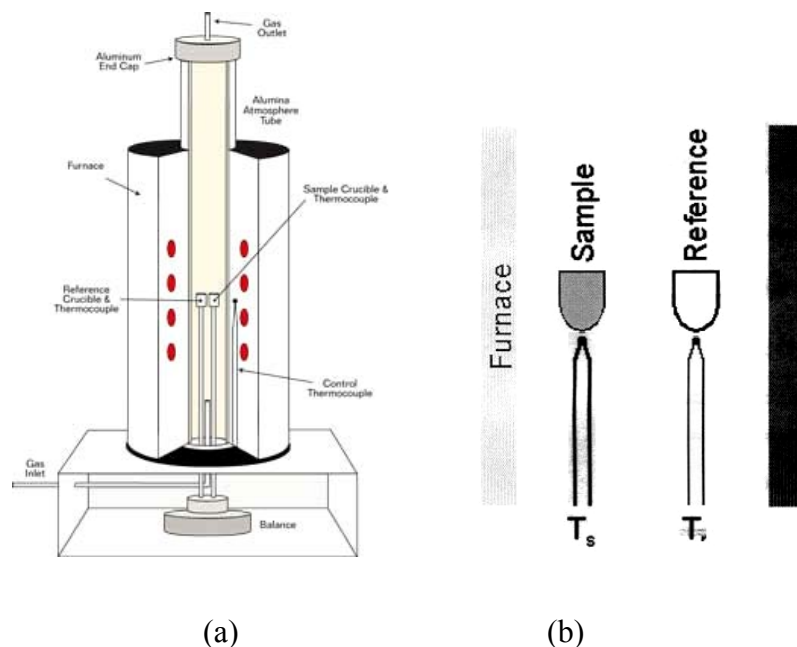 Gas
Outlet
Aluminum
End Cap
Alumina
Atmosphere
Tube
Furnace
Sample Crucible &
Thermocouple
Reference
Crucible &
Thermocouple
Control
Thermocouple
Gas
Inlet
Balance
Furnace
Sample
Reference
Ts
Tr
(a)
(b)